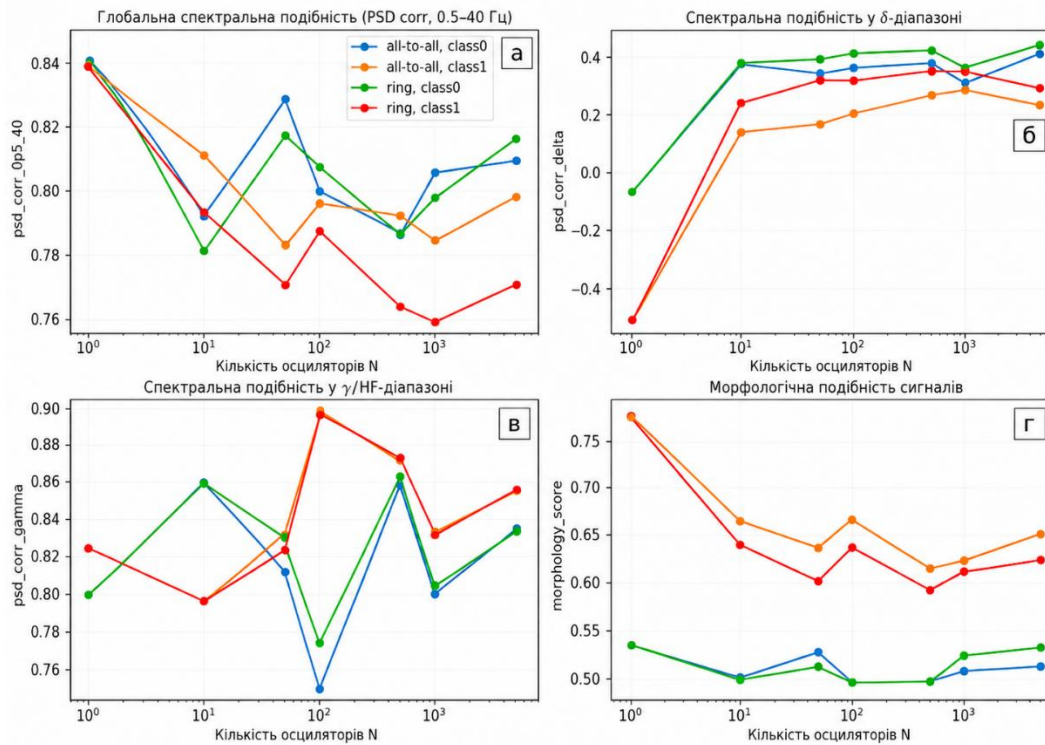 Глобальна спектральна подібність (PSD corr, 0.5–40 Гц)
а
all-to-all, class0
all-to-all, class1
ring, class0
ring, class1
psd_corr_0p5_40
0.84
0.82
0.80
0.78
0.76
10⁰ 10¹ 10² 10³
Кількість осциляторів N
Спектральна подібність у δ-діапазоні
б
psd_corr_delta
0.4
0.2
0.0
−0.2
−0.4
10⁰ 10¹ 10² 10³
Кількість осциляторів N
Спектральна подібність у γ/HF-діапазоні
в
psd_corr_gamma
0.90
0.88
0.86
0.84
0.82
0.80
0.78
0.76
10⁰ 10¹ 10² 10³
Кількість осциляторів N
Морфологічна подібність сигналів
г
morphology_score
0.75
0.70
0.65
0.60
0.55
0.50
10⁰ 10¹ 10² 10³
Кількість осциляторів N